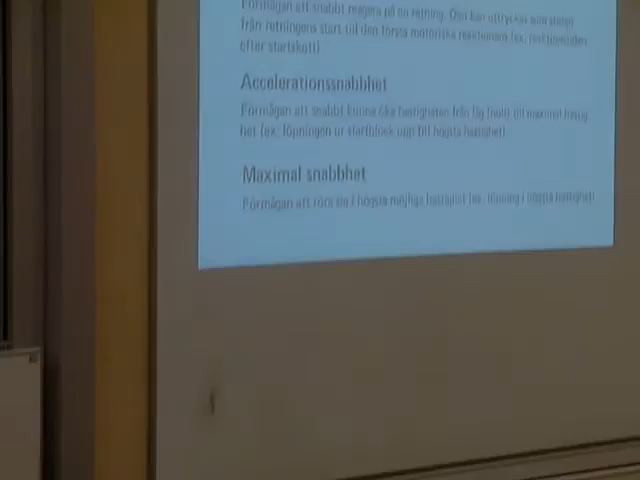 Förmågan att snabbt reagera på en retning. Den kan uttryckas som tiden
från retningens start till den första motoriska reaktionen (ex. reaktionstiden
efter startskott)
Accelerationssnabbhet
Förmågan att snabbt kunna öka hastigheten från låg (noll) till maximal hastig
het (ex. löpningen ur startblock upp till högsta hastighet)
Maximal snabbhet
Förmågan att röra sig i högsta möjliga hastighet (ex. löpning i högsta hastighet)